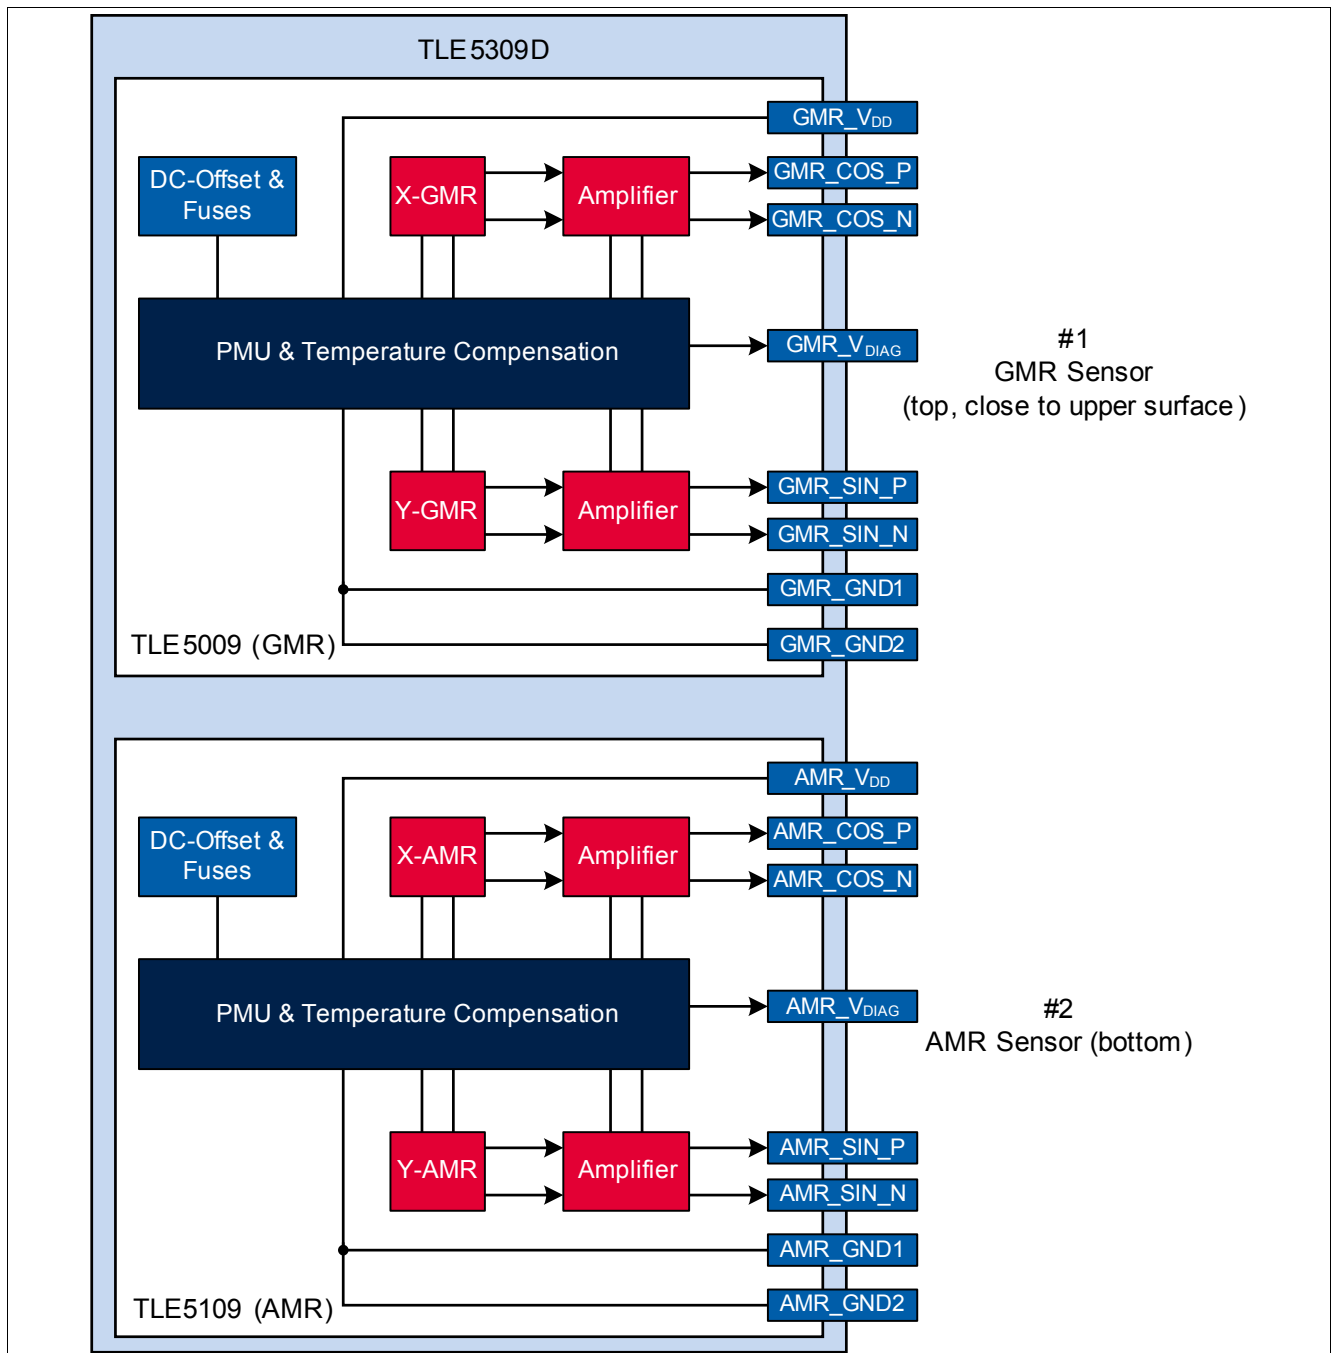 TLE5309D
GMR_VDD
DC-Offset &
Fuses
X-GMR
Amplifier
GMR_COS_P
GMR_COS_N
PMU & Temperature Compensation
GMR_VDIAG
#1
GMR Sensor
(top, close to upper surface)
Y-GMR
Amplifier
GMR_SIN_P
GMR_SIN_N
GMR_GND1
GMR_GND2
TLE5009 (GMR)
AMR_VDD
DC-Offset &
Fuses
X-AMR
Amplifier
AMR_COS_P
AMR_COS_N
PMU & Temperature Compensation
AMR_VDIAG
#2
AMR Sensor (bottom)
Y-AMR
Amplifier
AMR_SIN_P
AMR_SIN_N
AMR_GND1
AMR_GND2
TLE5109 (AMR)